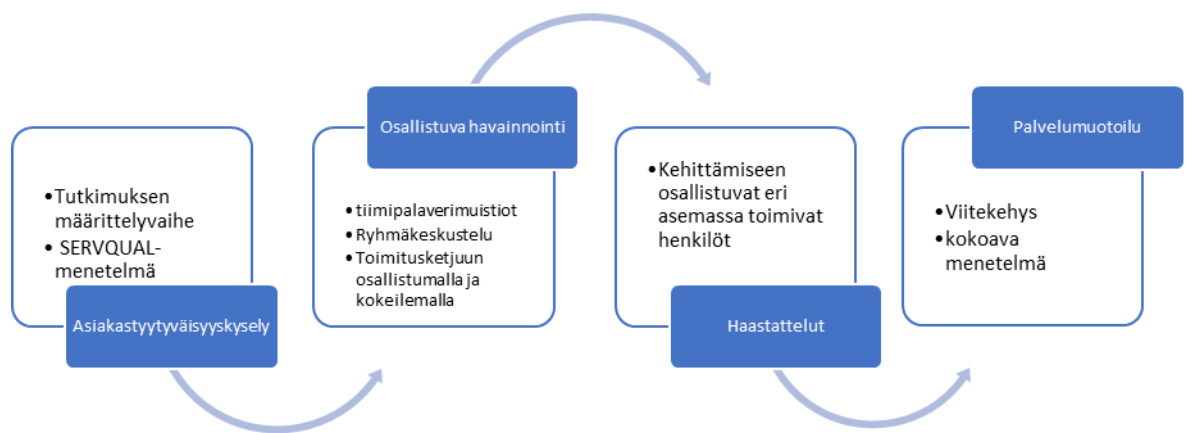 •Tutkimuksen
määrittelyvaihe
• SERVQUAL-
menetelmä
Asiakastyytyväisyyskysely
Osallistuva havainnointi
•tiimipalaverimuistiot
•Ryhmäkeskustelu
•Toimitusketjuun
osallistumalla ja
kokeilemalla
•Kehittämiseen
osallistuvat eri
asemassa toimivat
henkilöt
Haastattelut
Palvelumuotoilu
•Viitekehys
•kokoava
menetelmä